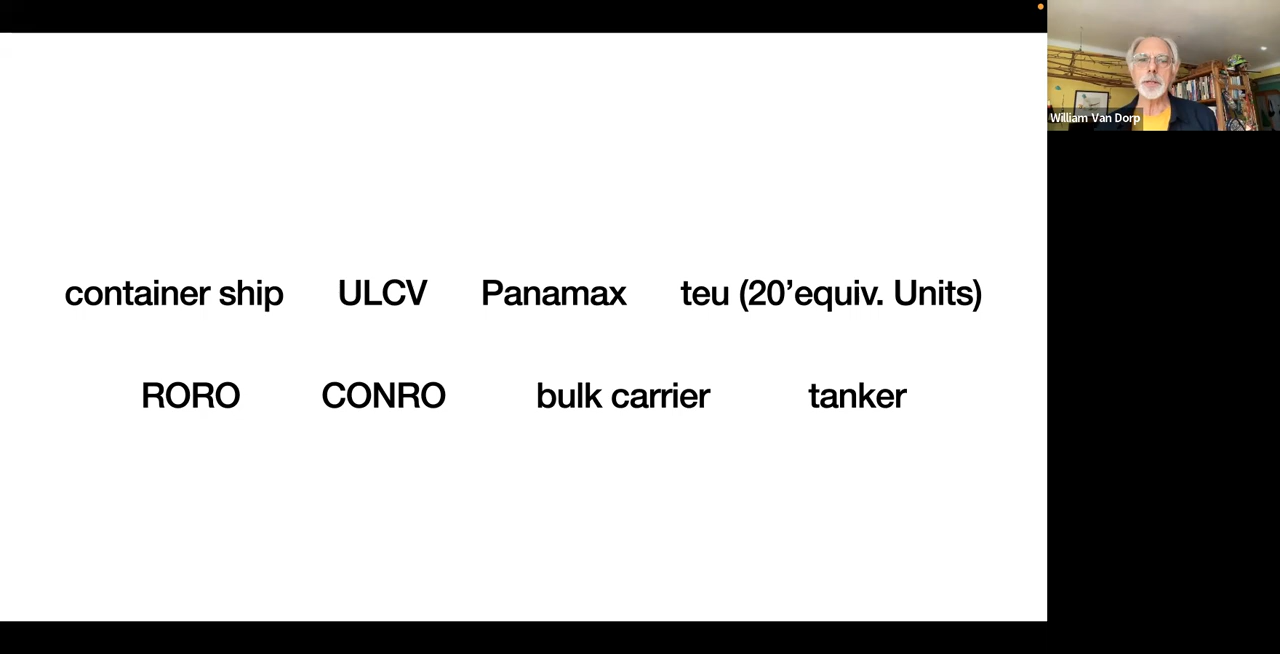 William Van Dorp
container ship ULCV Panamax teu (20’equiv. Units)
RORO CONRO bulk carrier tanker